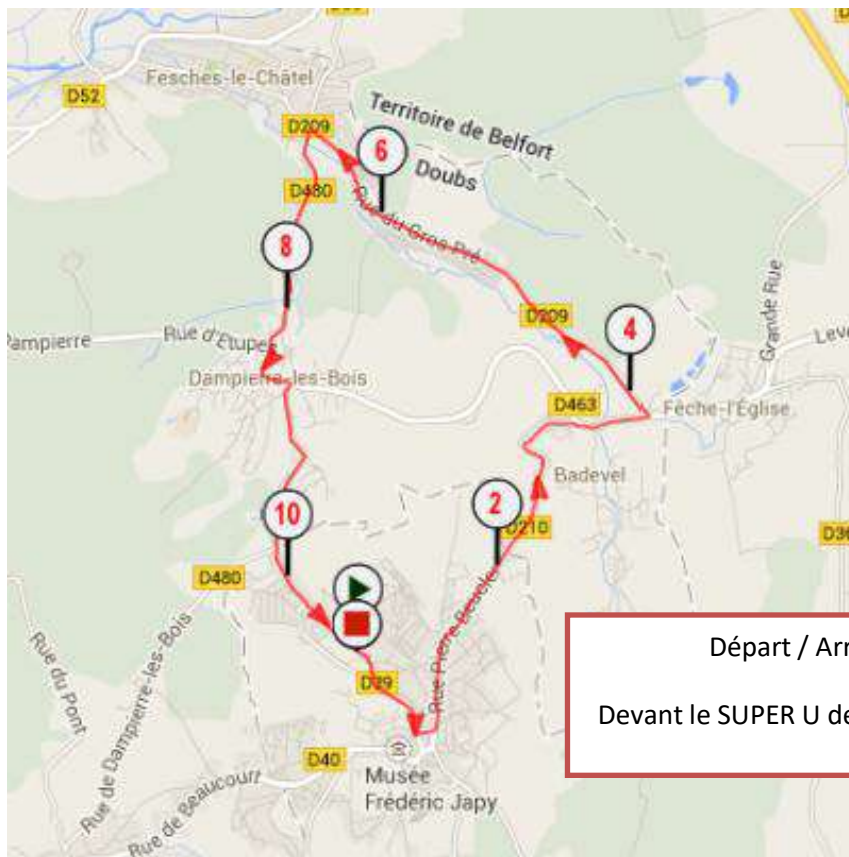 D52
Fesches-le-Châtel
Territoire de Belfort
D209
6
Doubs
D480
Rue du Gros Pré
8
Grande Rue
D209
4
Dampierre
Rue d'Etupes
Leve
Dampierre-les-Bois
D463
Fêche-l'Église
Badevel
2
10
D210
D36
D480
Rue Pierre Beucler
Départ / Arr
Rue du Pont
Rue de Dampierre-les-Bois
D39
Devant le SUPER U de
D40
Musée
Frédéric Japy
Rue de Beaucourt